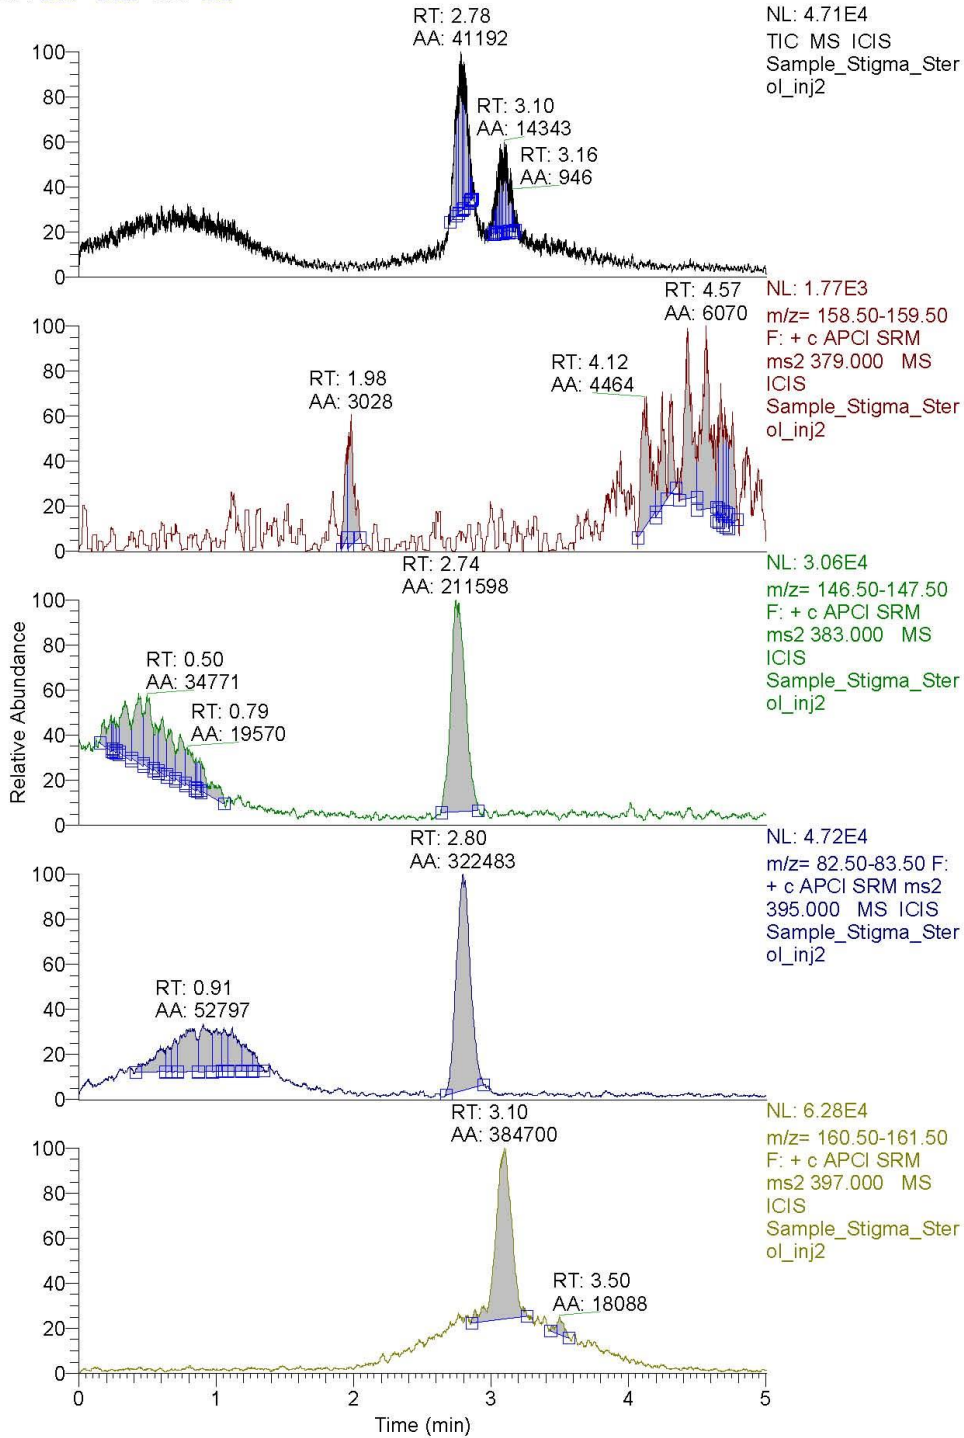 RT: 2.78
AA: 41192
RT: 3.10
AA: 14343
RT: 3.16
AA: 946
NL: 4.71E4
TIC MS ICIS
Sample_Stigma_Ster
ol_inj2
100
80
60
40
20
0
RT: 4.57
AA: 6070
RT: 4.12
AA: 4464
RT: 1.98
AA: 3028
NL: 1.77E3
m/z= 158.50-159.50
F: + c APCI SRM
ms2 379.000 MS
ICIS
Sample_Stigma_Ster
ol_inj2
100
80
60
40
20
0
RT: 2.74
AA: 211598
RT: 0.50
AA: 34771
RT: 0.79
AA: 19570
NL: 3.06E4
m/z= 146.50-147.50
F: + c APCI SRM
ms2 383.000 MS
ICIS
Sample_Stigma_Ster
ol_inj2
100
80
60
40
20
0
Relative Abundance
RT: 2.80
AA: 322483
RT: 0.91
AA: 52797
NL: 4.72E4
m/z= 82.50-83.50 F:
+ c APCI SRM ms2
395.000 MS ICIS
Sample_Stigma_Ster
ol_inj2
100
80
60
40
20
0
RT: 3.10
AA: 384700
RT: 3.50
AA: 18088
NL: 6.28E4
m/z= 160.50-161.50
F: + c APCI SRM
ms2 397.000 MS
ICIS
Sample_Stigma_Ster
ol_inj2
100
80
60
40
20
0
0 1 2 3 4 5
Time (min)